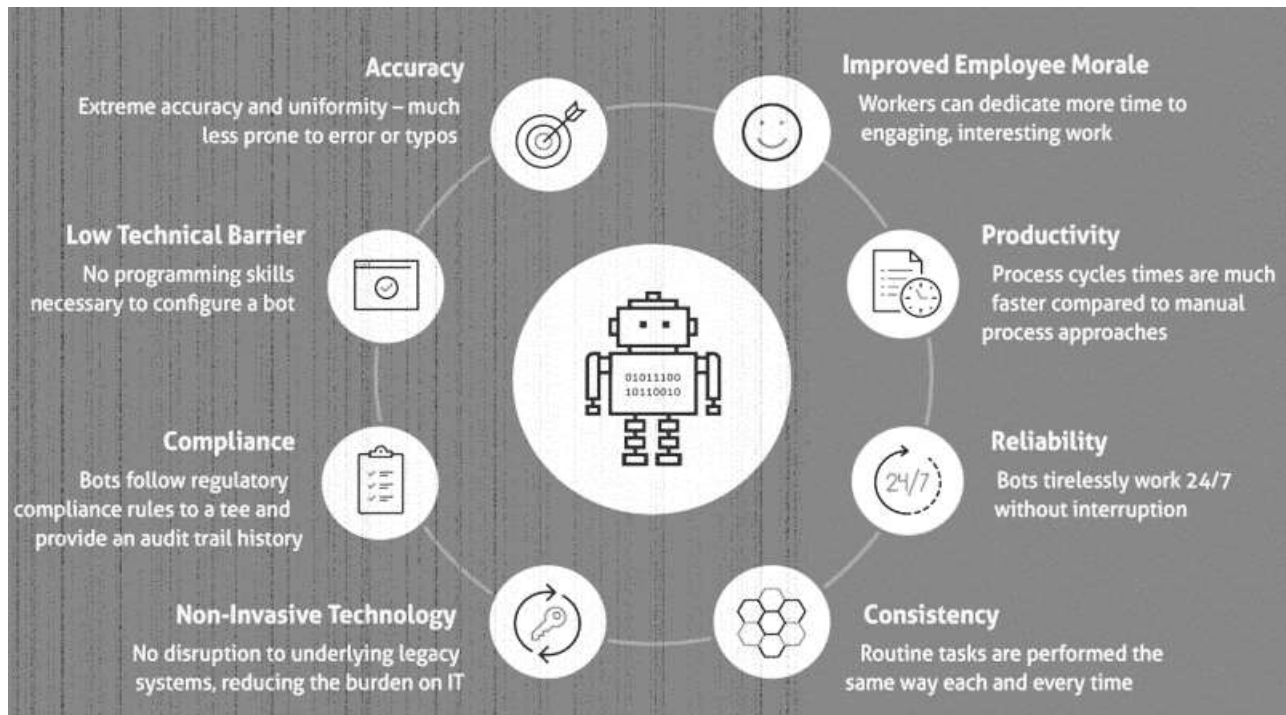 Accuracy
Extreme accuracy and uniformity – much
less prone to error or typos
Improved Employee Morale
Workers can dedicate more time to
engaging, interesting work
Low Technical Barrier
No programming skills
necessary to configure a bot
Productivity
Process cycles times are much
faster compared to manual
process approaches
01011100
10110010
Compliance
Bots follow regulatory
compliance rules to a tee and
provide an audit trail history
Reliability
24/7
Bots tirelessly work 24/7
without interruption
Non-Invasive Technology
No disruption to underlying legacy
systems, reducing the burden on IT
Consistency
Routine tasks are performed the
same way each and every time